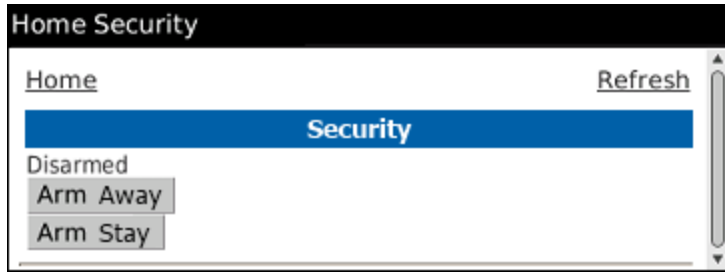 Home Security
Home Refresh
Security
Disarmed
Arm Away
Arm Stay